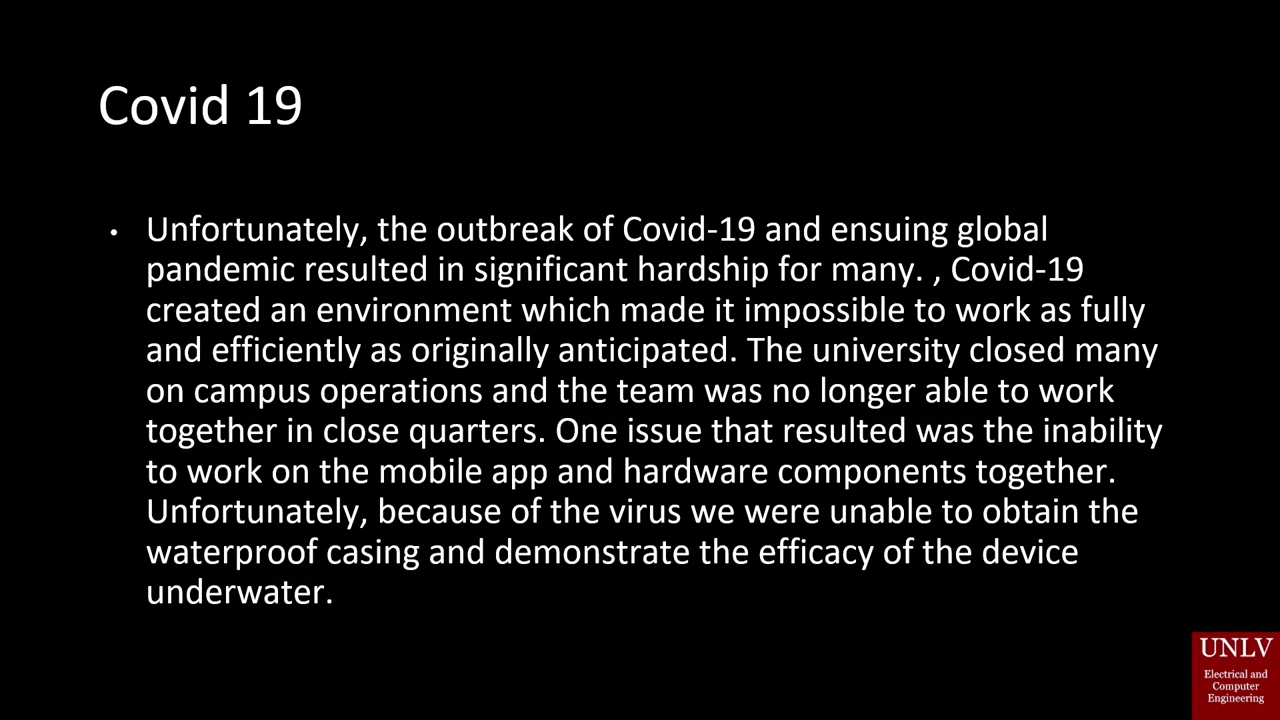 Covid 19
• Unfortunately, the outbreak of Covid-19 and ensuing global
pandemic resulted in significant hardship for many. , Covid-19
created an environment which made it impossible to work as fully
and efficiently as originally anticipated. The university closed many
on campus operations and the team was no longer able to work
together in close quarters. One issue that resulted was the inability
to work on the mobile app and hardware components together.
Unfortunately, because of the virus we were unable to obtain the
waterproof casing and demonstrate the efficacy of the device
underwater.
UNLV
Electrical and
Computer
Engineering